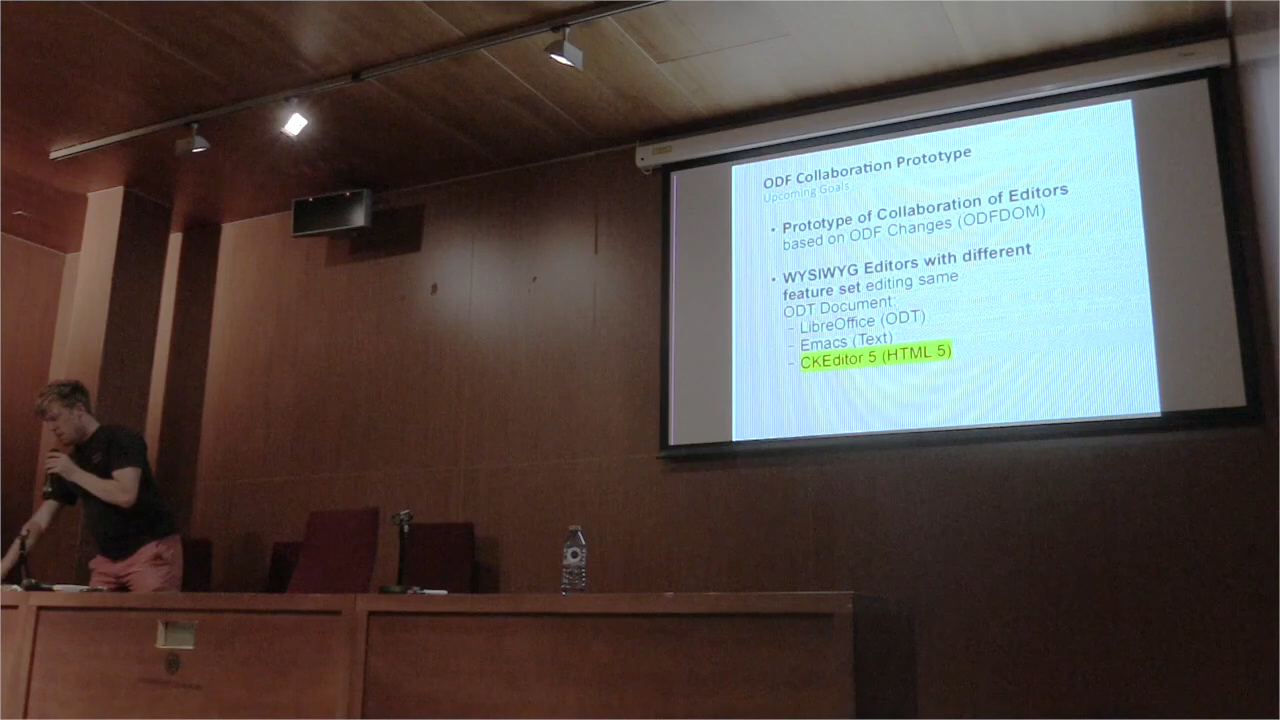 ODF Collaboration Prototype
Upcoming Goals
• Prototype of Collaboration of Editors
based on ODF Changes (ODFDOM)
• WYSIWYG Editors with different
feature set editing same
ODT Document:
– LibreOffice (ODT)
– Emacs (Text)
– CKEditor 5 (HTML 5)